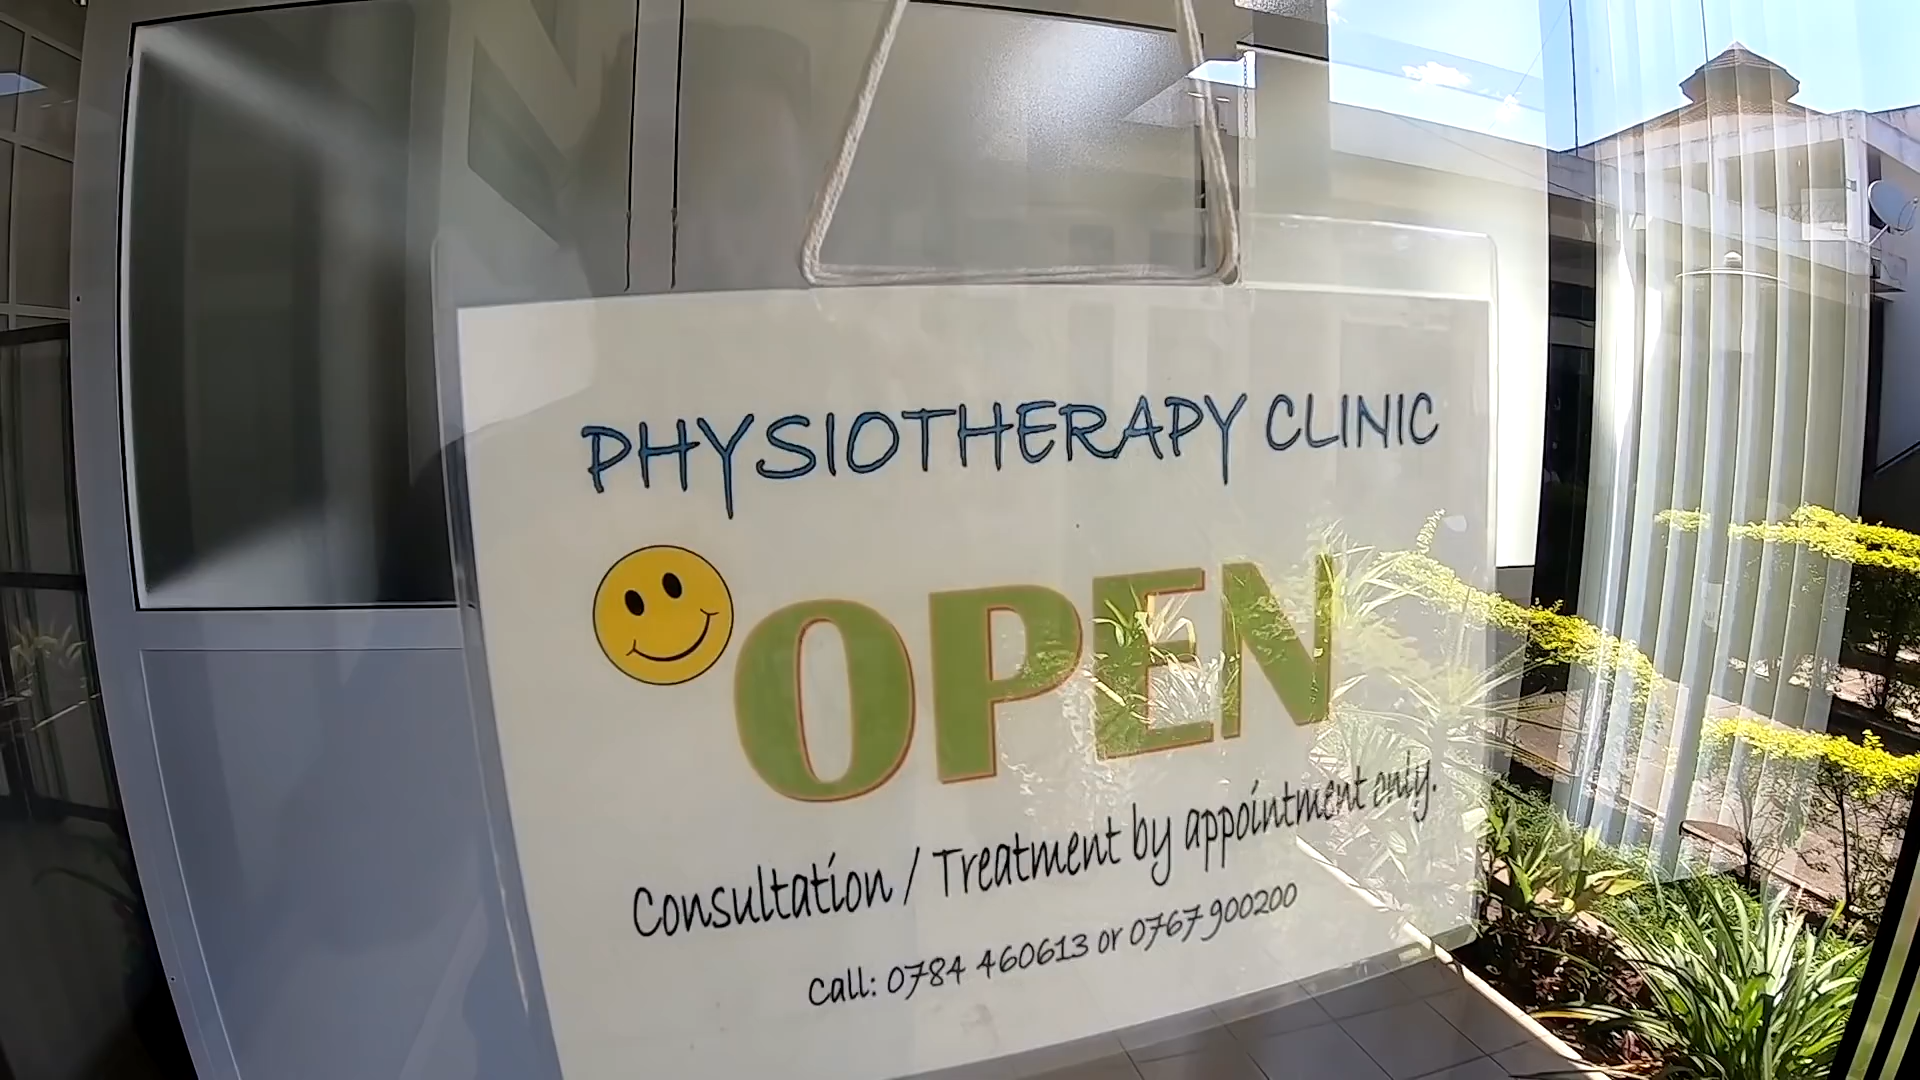 PHYSIOTHERAPY CLINIC
OPEN
Consultation / Treatment by appointment only.
Call: 0784 460613 or 0767 900200